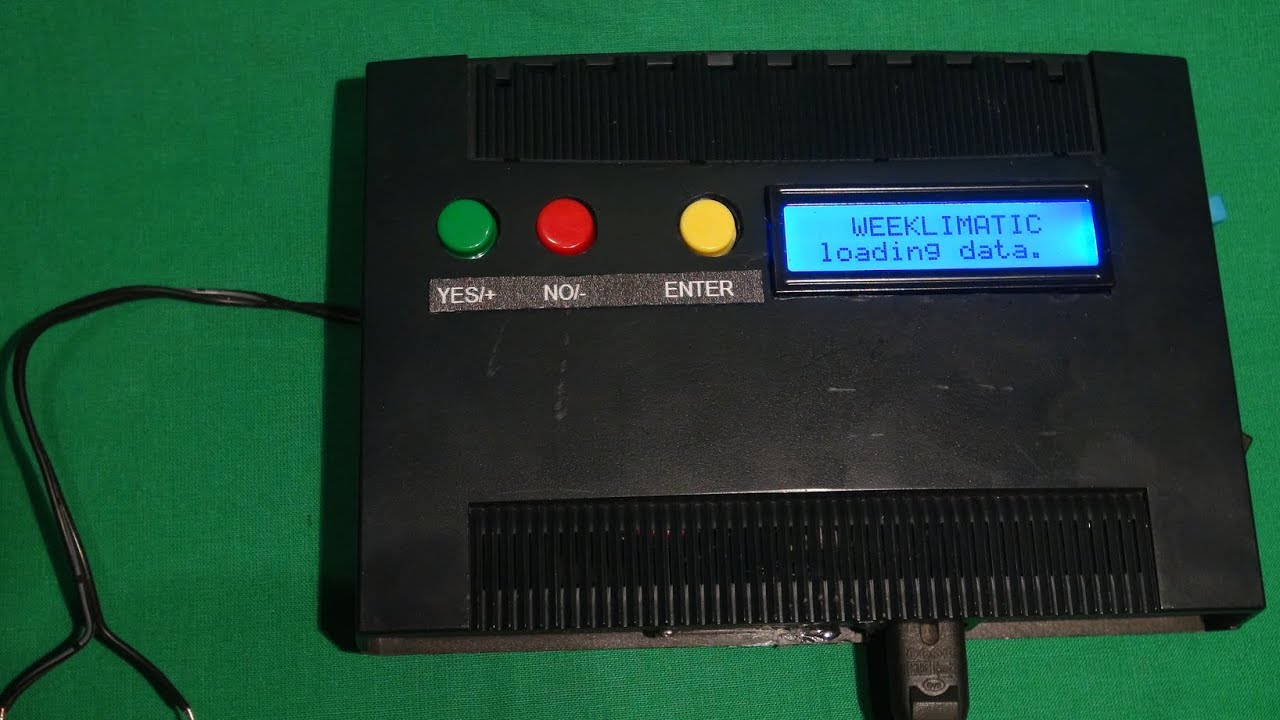 WEEKLIMATIC
loading data.
YES/+ NO/- ENTER